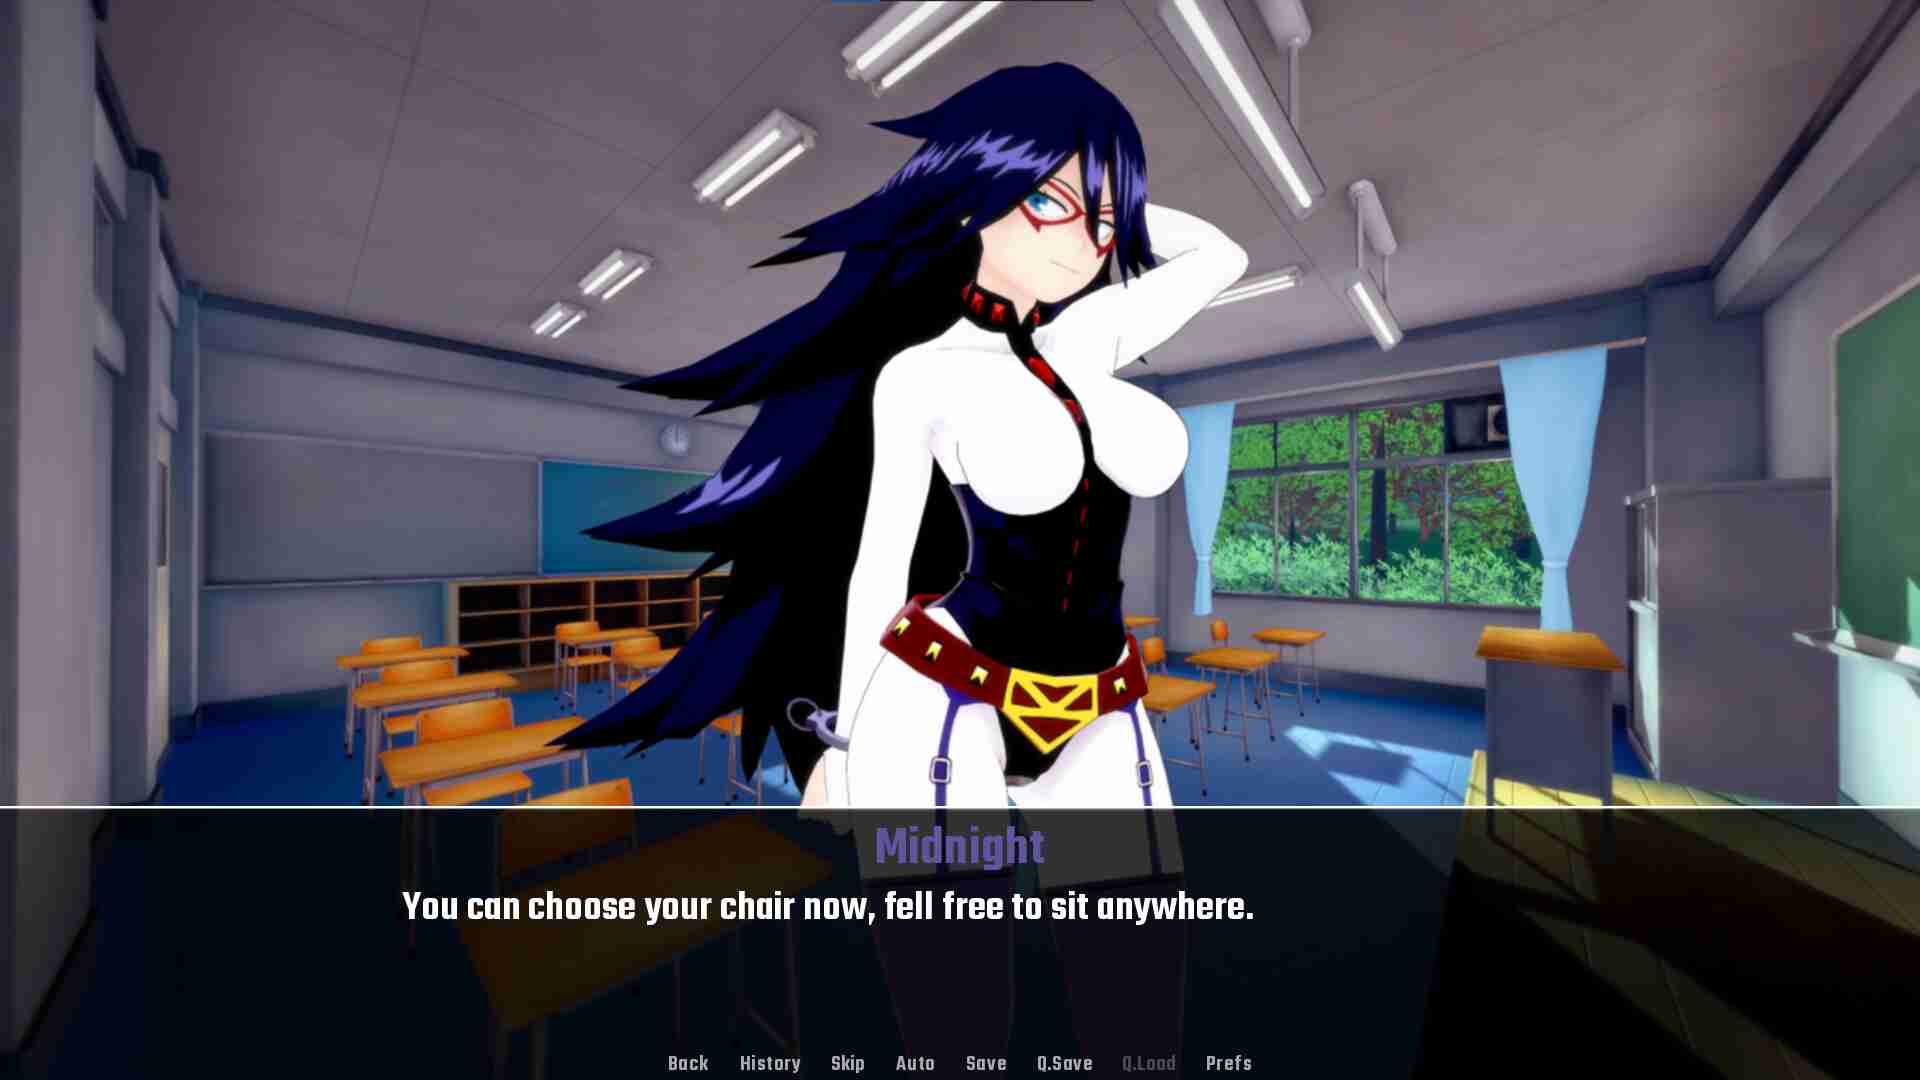 Midnight
You can choose your chair now, fell free to sit anywhere.
Back History Skip Auto Save Q.Save Q.Load Prefs